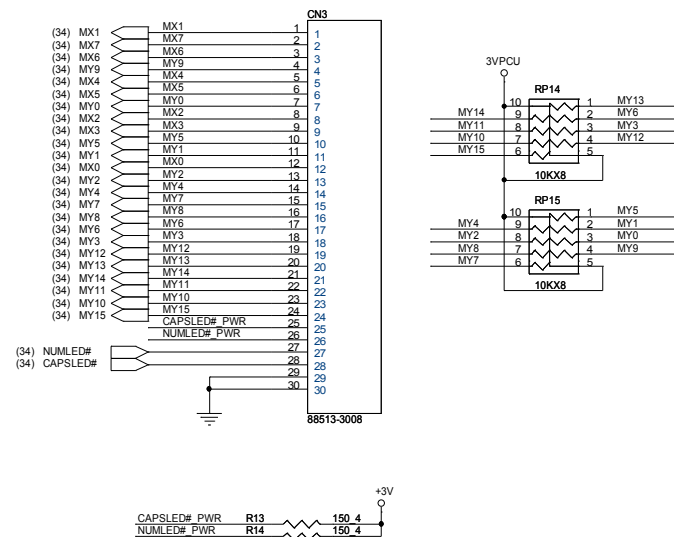 CN3
(34) MX1 MX1 1 1
(34) MX7 MX7 2 2
(34) MX6 MX6 3 3
(34) MY9 MY9 4 4
(34) MX4 MX4 5 5
(34) MX5 MX5 6 6
(34) MY0 MY0 7 7
(34) MX2 MX2 8 8
(34) MX3 MX3 9 9
(34) MY5 MY5 10 10
(34) MY1 MY1 11 11
(34) MX0 MX0 12 12
(34) MY2 MY2 13 13
(34) MY4 MY4 14 14
(34) MY7 MY7 15 15
(34) MY8 MY8 16 16
(34) MY6 MY6 17 17
(34) MY3 MY3 18 18
(34) MY12 MY12 19 19
(34) MY13 MY13 20 20
(34) MY14 MY14 21 21
(34) MY11 MY11 22 22
(34) MY10 MY10 23 23
(34) MY15 MY15 24 24
CAPSLED#_PWR 25 25
NUMLED#_PWR 26 26
(34) NUMLED# 27 27
(34) CAPSLED# 28 28
29 29
30 30
88513-3008
3VPCU
RP14
10 1 MY13
MY14 9 2 MY6
MY11 8 3 MY3
MY10 7 4 MY12
MY15 6 5
10KX8
RP15
10 1 MY5
MY4 9 2 MY1
MY2 8 3 MY0
MY8 7 4 MY9
MY7 6 5
10KX8
+3V
CAPSLED#_PWR R13 150_4
NUMLED#_PWR R14 150_4